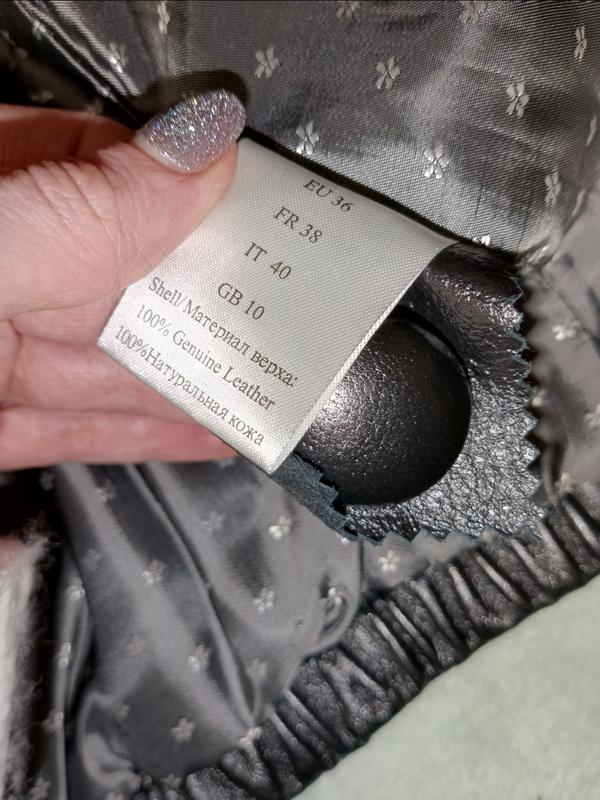 EU 36
FR 38
IT 40
GB 10
Shell/Материал верха:
100% Genuine Leather
100%Натуральная кожа